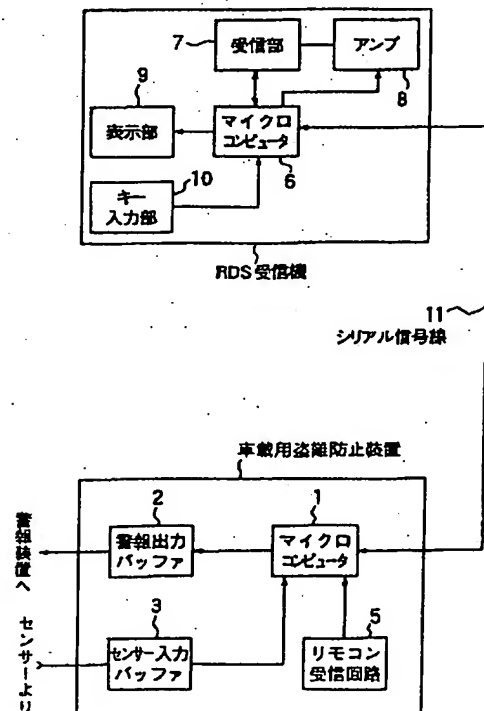 7
受信部
アンプ
8
9
表示部
マイクロ
コンピュータ
6
10
キー
入力部
RDS受信機
11
シリアル信号線
車載用盗難防止装置
2
警報出力
バッファ
1
マイクロ
コンピュータ
警報装置へ
3
センサー入力
バッファ
5
リモコン
受信回路
センサーより